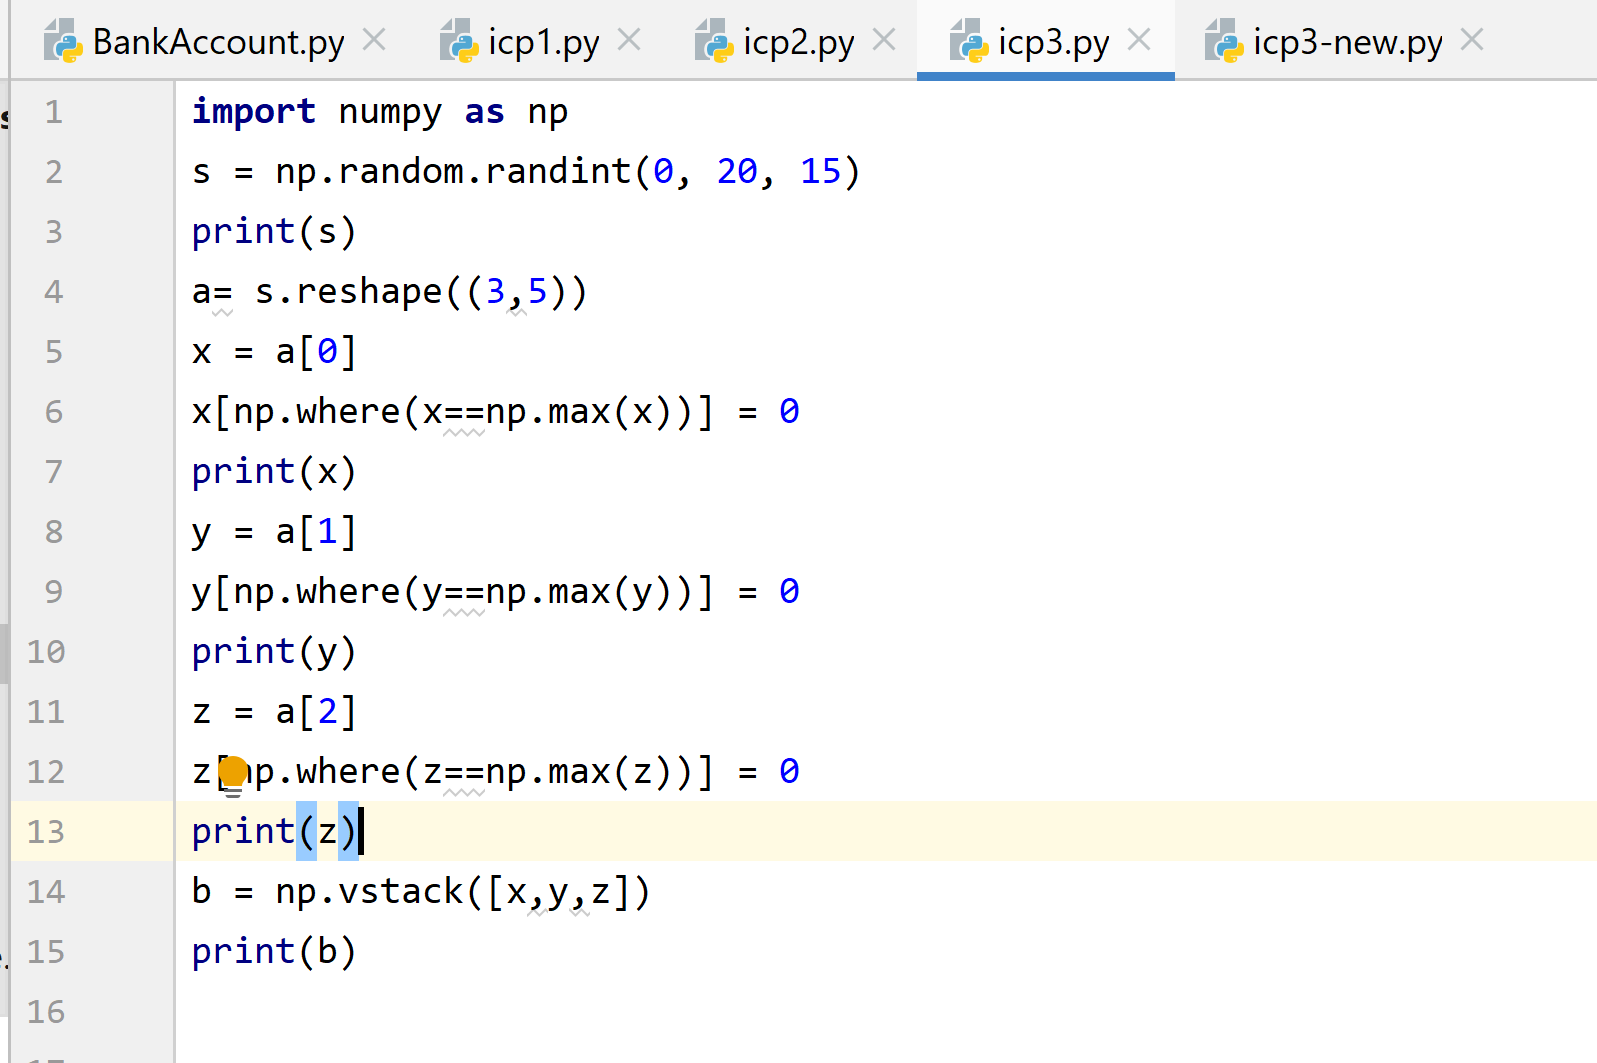 BankAccount.py icp1.py icp2.py icp3.py icp3-new.py
1 import numpy as np
2 s = np.random.randint(0, 20, 15)
3 print(s)
4 a= s.reshape((3,5))
5 x = a[0]
6 x[np.where(x==np.max(x))] = 0
7 print(x)
8 y = a[1]
9 y[np.where(y==np.max(y))] = 0
10 print(y)
11 z = a[2]
12 z[np.where(z==np.max(z))] = 0
13 print(z)
14 b = np.vstack([x,y,z])
15 print(b)
16